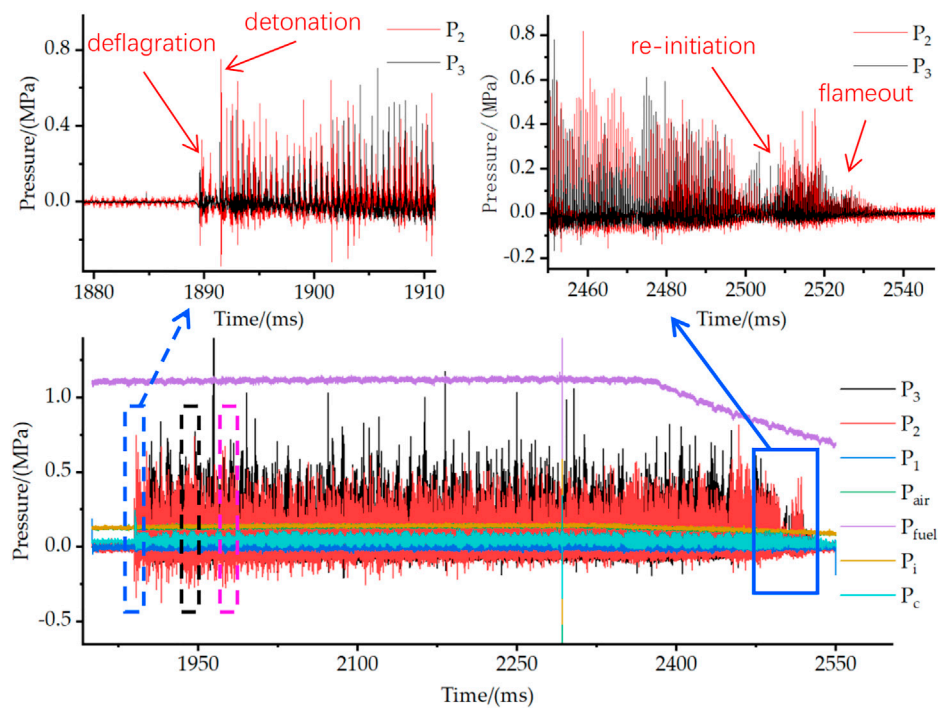 deflagration
detonation
P2
P3
Pressure/(MPa)
0.8
0.4
0.0
1880
1890
1900
1910
Time/(ms)
re-initiation
flameout
P2
P3
Pressure/ (MPa)
0.8
0.6
0.4
0.2
0.0
-0.2
2460
2480
2500
2520
2540
Time/(ms)
Pressure/(MPa)
1.0
0.5
0.0
-0.5
1950
2100
2250
2400
2550
Time/(ms)
P3
P2
P1
Pair
Pfuel
Pi
Pc